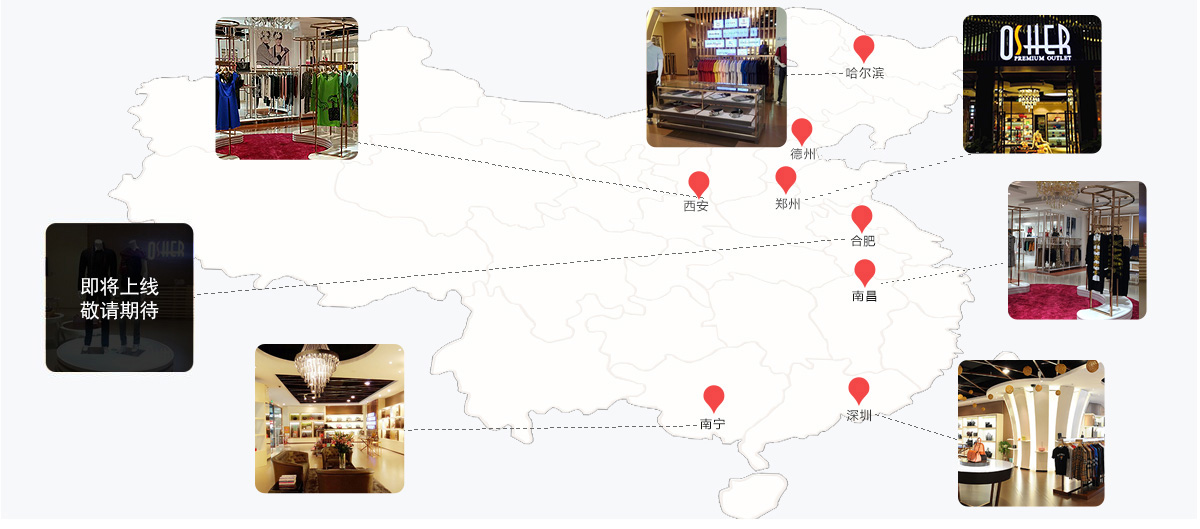 OSHER
PREMIUM OUTLET
哈尔滨
德州
西安
郑州
合肥
OSHER
即将上线
敬请期待
南昌
深圳
南宁